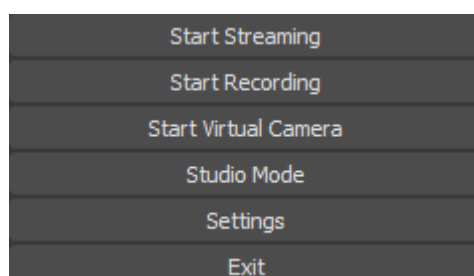 Start Streaming
Start Recording
Start Virtual Camera
Studio Mode
Settings
Exit